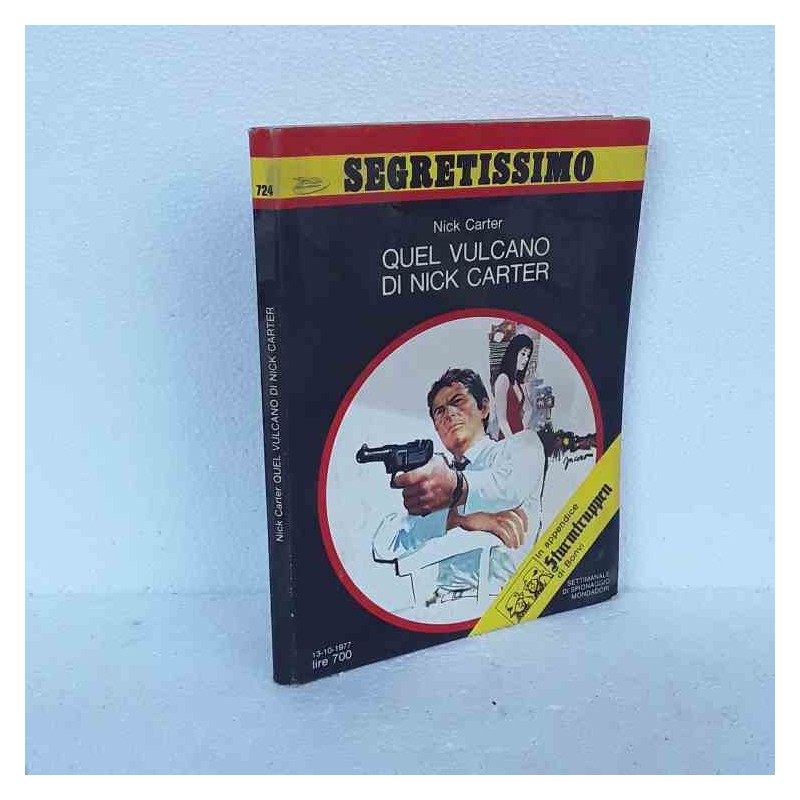 724
SEGRETISSIMO
Nick Carter
QUEL VULCANO
DI NICK CARTER
Nick Carter QUEL VULCANO DI NICK CARTER
In appendice
Sturmtruppen
di Bonvi
SETTIMANALE
DI SPIONAGGIO
MONDADORI
13-10-1977
lire 700